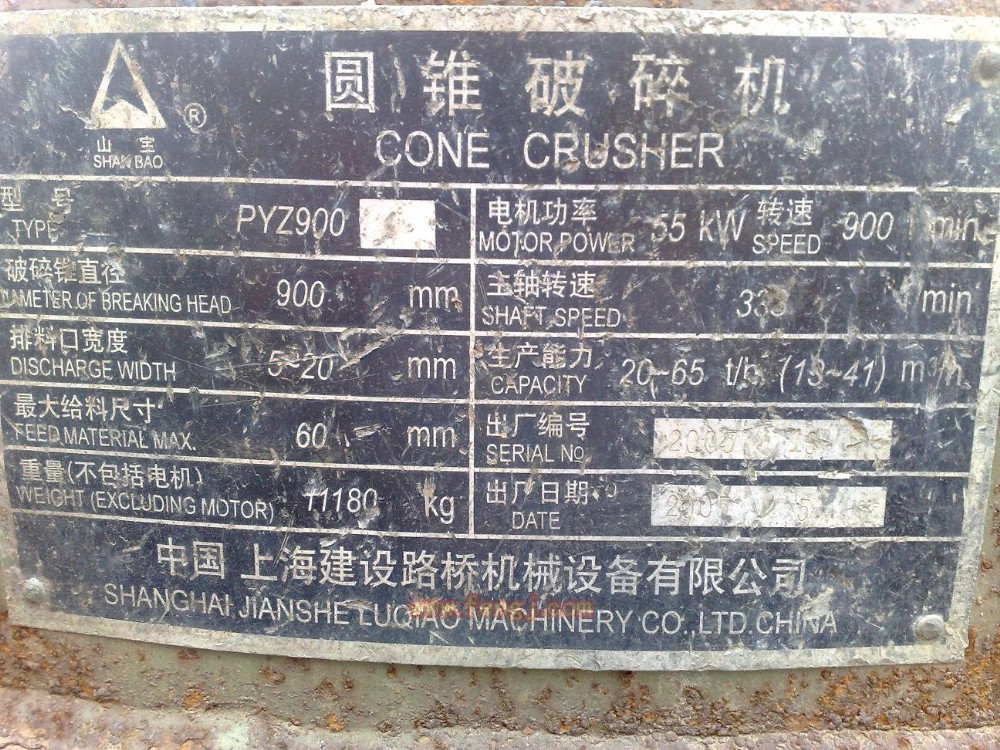 圆锥破碎机
CONE CRUSHER
®
山宝
SHAN BAO
型号
TYPE
PYZ900
电机功率
MOTOR POWER
55 kW
转速
SPEED
900
min
破碎锥直径
DIAMETER OF BREAKING HEAD
900 mm
主轴转速
SHAFT SPEED
min
排料口宽度
DISCHARGE WIDTH
5~20 mm
生产能力
CAPACITY
20~65 t/h (13~41) m³/h
最大给料尺寸
FEED MATERIAL MAX.
60 mm
出厂编号
SERIAL No.
重量(不包括电机)
WEIGHT (EXCLUDING MOTOR)
11180 kg
出厂日期
DATE
中国 上海建设路桥机械设备有限公司
SHANGHAI JIANSHE LUQIAO MACHINERY CO.,LTD.CHINA